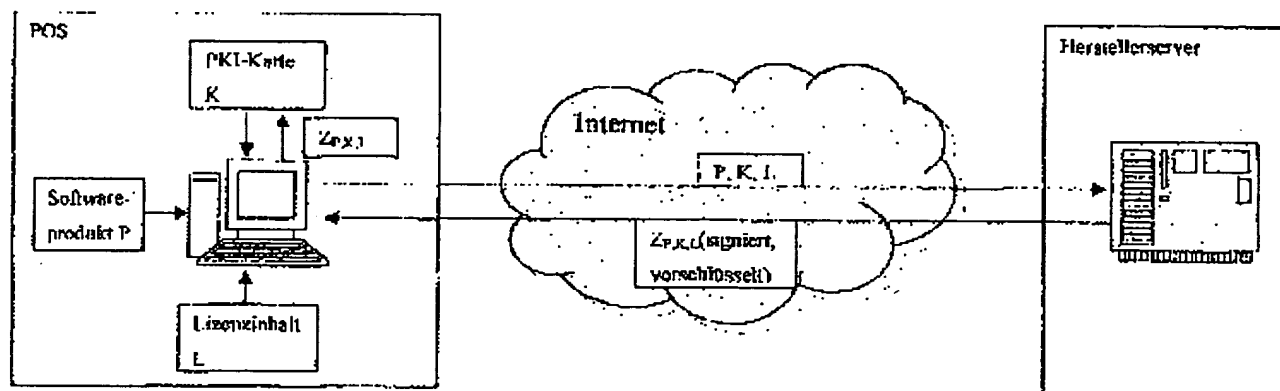 POS
PKI-Karte
K
Z P,K,L
Software-
produkt P
Lizenzinhalt
L
Internet
P, K, L
Z P,K,L (signiert,
verschlüsselt)
Herstellerserver